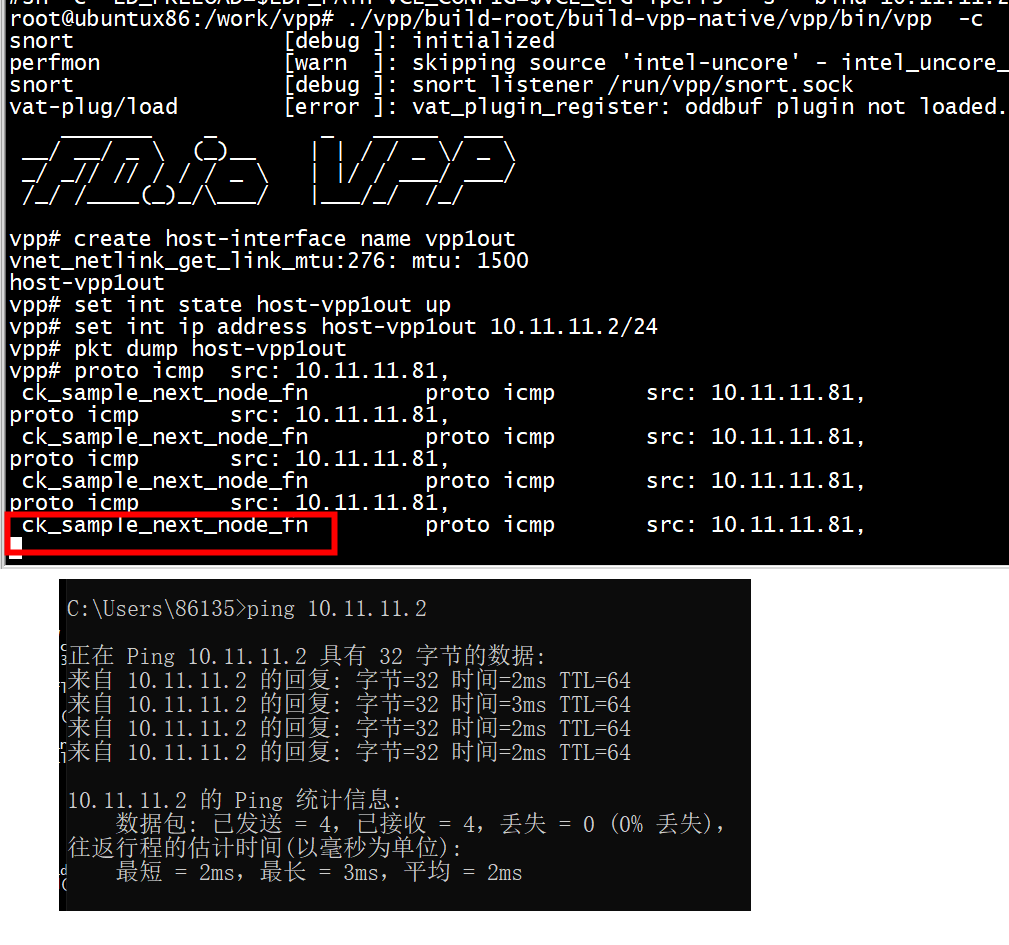 root@ubuntux86:/work/vpp# ./vpp/build-root/build-vpp-native/vpp/bin/vpp -c
snort [debug ]: initialized
perfmon [warn ]: skipping source 'intel-uncore' - intel_uncore_
snort [debug ]: snort listener /run/vpp/snort.sock
vat-plug/load [error ]: vat_plugin_register: oddbuf plugin not loaded.
vpp# create host-interface name vpp1out
vnet_netlink_get_link_mtu:276: mtu: 1500
host-vpp1out
vpp# set int state host-vpp1out up
vpp# set int ip address host-vpp1out 10.11.11.2/24
vpp# pkt dump host-vpp1out
vpp# proto icmp src: 10.11.11.81,
ck_sample_next_node_fn proto icmp src: 10.11.11.81,
proto icmp src: 10.11.11.81,
ck_sample_next_node_fn proto icmp src: 10.11.11.81,
proto icmp src: 10.11.11.81,
ck_sample_next_node_fn proto icmp src: 10.11.11.81,
proto icmp src: 10.11.11.81,
ck_sample_next_node_fn proto icmp src: 10.11.11.81,
C:\Users\86135>ping 10.11.11.2
正在 Ping 10.11.11.2 具有 32 字节的数据:
来自 10.11.11.2 的回复: 字节=32 时间=2ms TTL=64
来自 10.11.11.2 的回复: 字节=32 时间=3ms TTL=64
来自 10.11.11.2 的回复: 字节=32 时间=2ms TTL=64
来自 10.11.11.2 的回复: 字节=32 时间=2ms TTL=64
10.11.11.2 的 Ping 统计信息:
数据包: 已发送 = 4，已接收 = 4，丢失 = 0 (0% 丢失)，
往返行程的估计时间(以毫秒为单位):
最短 = 2ms，最长 = 3ms，平均 = 2ms